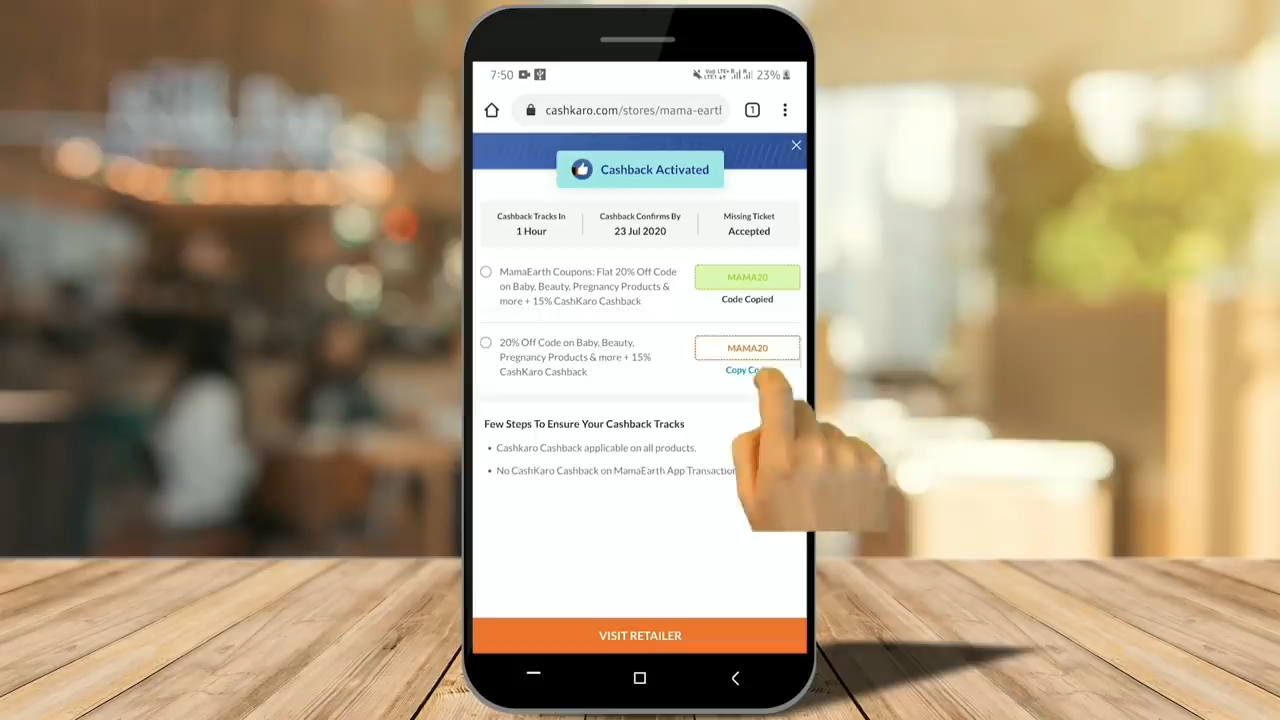 7:50
23%
cashkaro.com/stores/mama-eart
Cashback Activated
Cashback Tracks In
1 Hour
Cashback Confirms By
23 Jul 2020
Missing Ticket
Accepted
MamaEarth Coupons: Flat 20% Off Code
on Baby, Beauty, Pregnancy Products &
more + 15% CashKaro Cashback
MAMA20
Code Copied
20% Off Code on Baby, Beauty,
Pregnancy Products & more + 15%
CashKaro Cashback
MAMA20
Copy
Few Steps To Ensure Your Cashback Tracks
• Cashkaro Cashback applicable on all products.
• No CashKaro Cashback on MamaEarth App Transaction
VISIT RETAILER